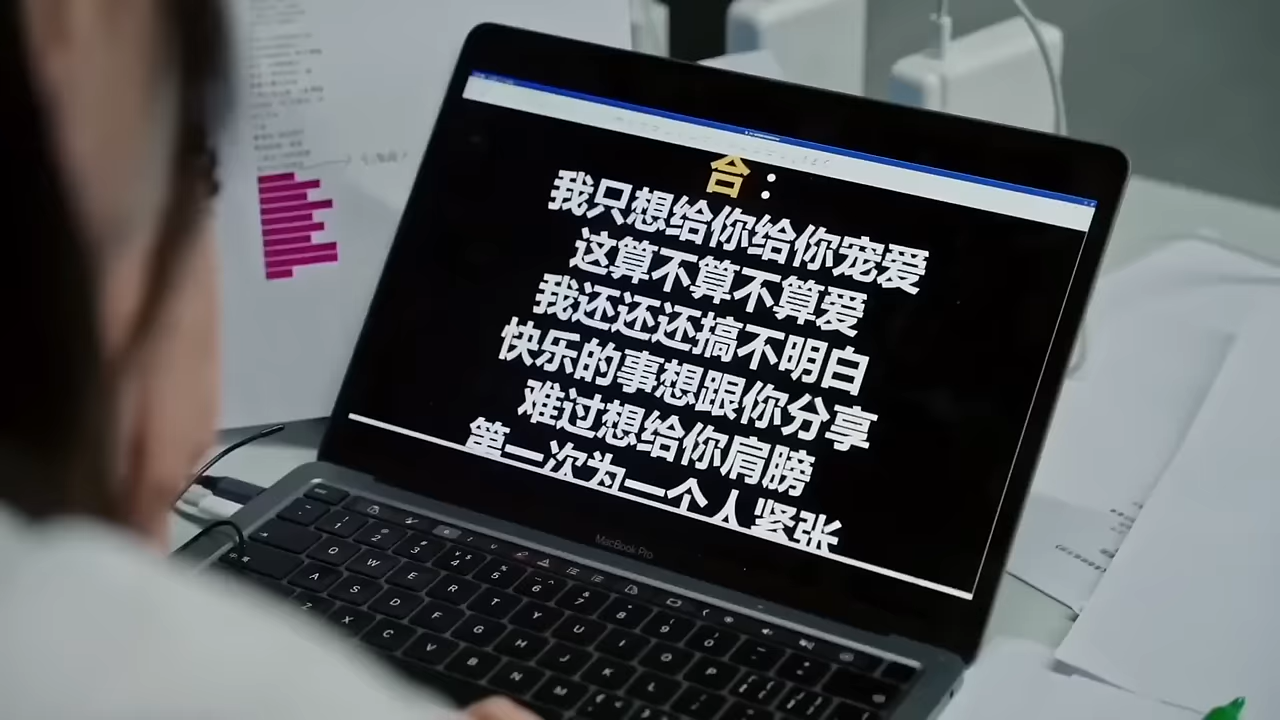 合：
我只想给你给你宠爱
这算不算不算爱
我还还还搞不明白
快乐的事想跟你分享
难过想给你肩膀
第一次为一个人紧张
MacBook Pro